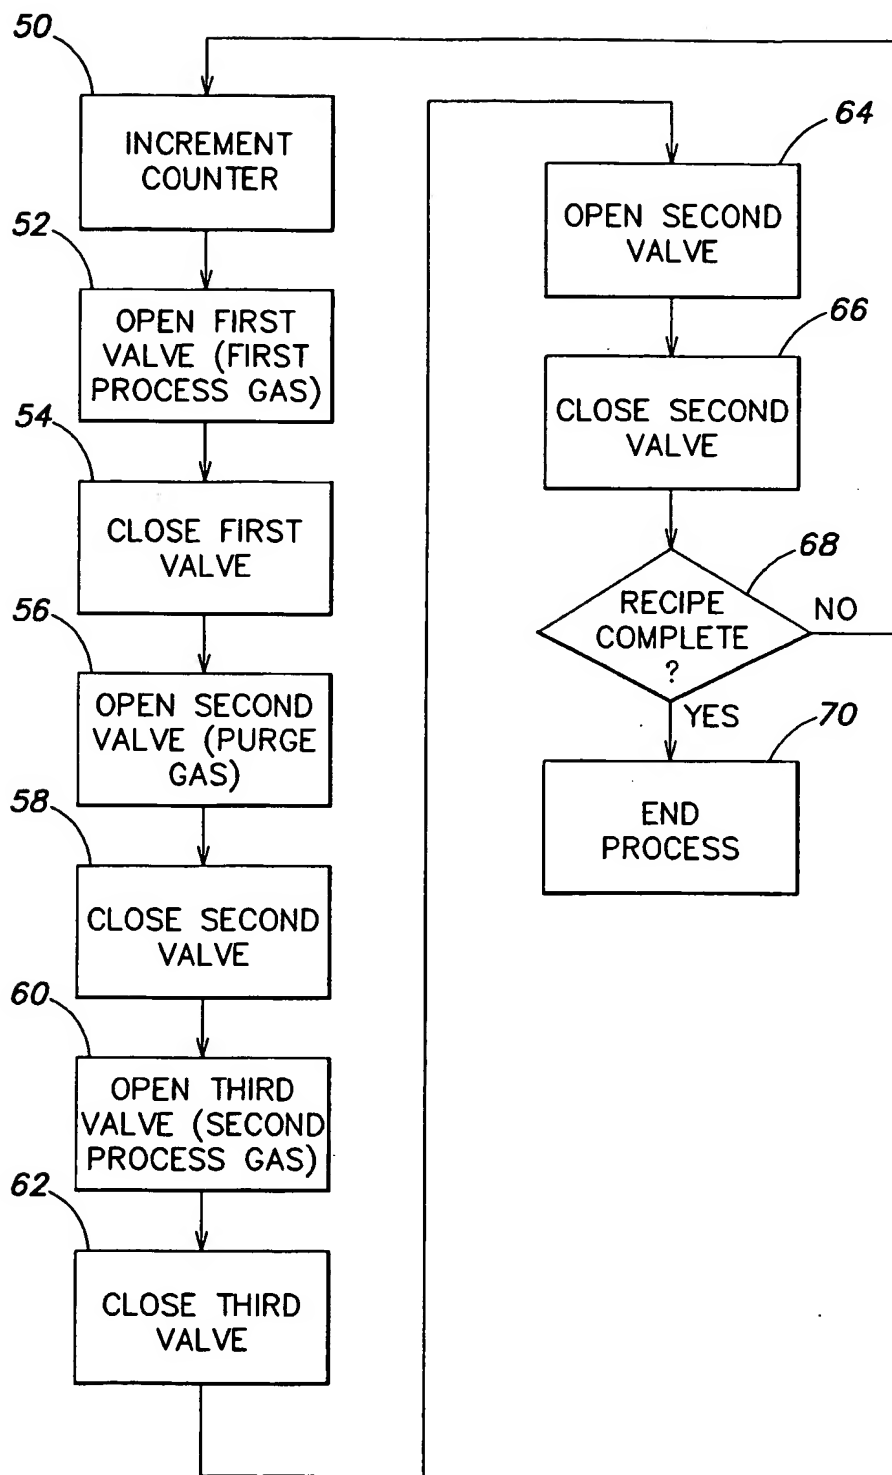 50
INCREMENT
COUNTER
52
OPEN FIRST
VALVE (FIRST
PROCESS GAS)
54
CLOSE FIRST
VALVE
56
OPEN SECOND
VALVE (PURGE
GAS)
58
CLOSE SECOND
VALVE
60
OPEN THIRD
VALVE (SECOND
PROCESS GAS)
62
CLOSE THIRD
VALVE
64
OPEN SECOND
VALVE
66
CLOSE SECOND
VALVE
68
RECIPE
COMPLETE
?
NO
YES
70
END
PROCESS